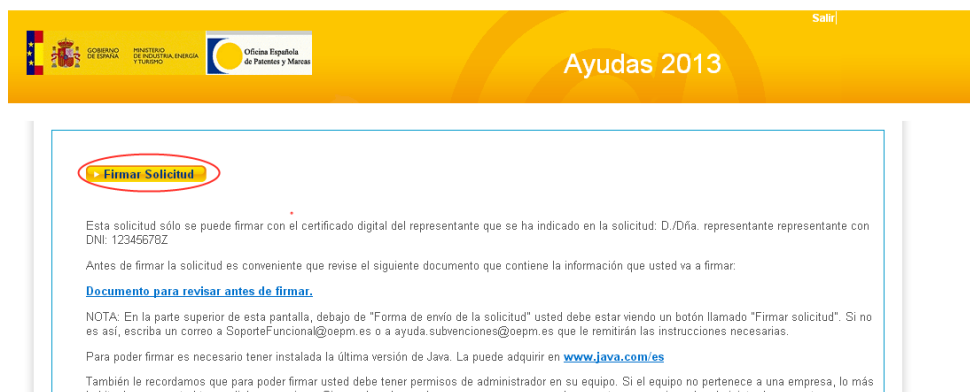 Salir
GOBIERNO DE ESPAÑA
MINISTERIO DE INDUSTRIA, ENERGÍA Y TURISMO
Oficina Española de Patentes y Marcas
Ayudas 2013
Firmar Solicitud
Esta solicitud sólo se puede firmar con el certificado digital del representante que se ha indicado en la solicitud: D./Dña. representante representante con
DNI: 12345678Z
Antes de firmar la solicitud es conveniente que revise el siguiente documento que contiene la información que usted va a firmar:
Documento para revisar antes de firmar.
NOTA: En la parte superior de esta pantalla, debajo de "Forma de envío de la solicitud" usted debe estar viendo un botón llamado "Firmar solicitud". Si no
es así, escriba un correo a SoporteFuncional@oepm.es o a ayuda.subvenciones@oepm.es que le remitirán las instrucciones necesarias.
Para poder firmar es necesario tener instalada la última versión de Java. La puede adquirir en www.java.com/es
También le recordamos que para poder firmar usted debe tener permisos de administrador en su equipo. Si el equipo no pertenece a una empresa, lo más